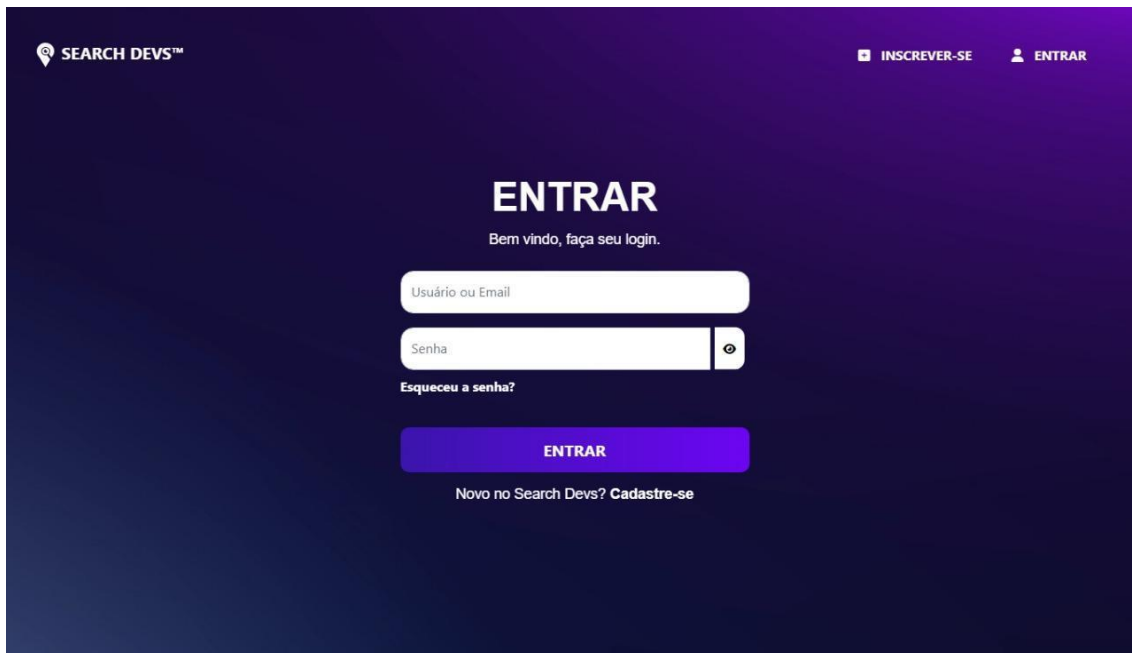 SEARCH DEVS™
INSCREVER-SE
ENTRAR
ENTRAR
Bem vindo, faça seu login.
Usuário ou Email
Senha
Esqueceu a senha?
ENTRAR
Novo no Search Devs? Cadastre-se